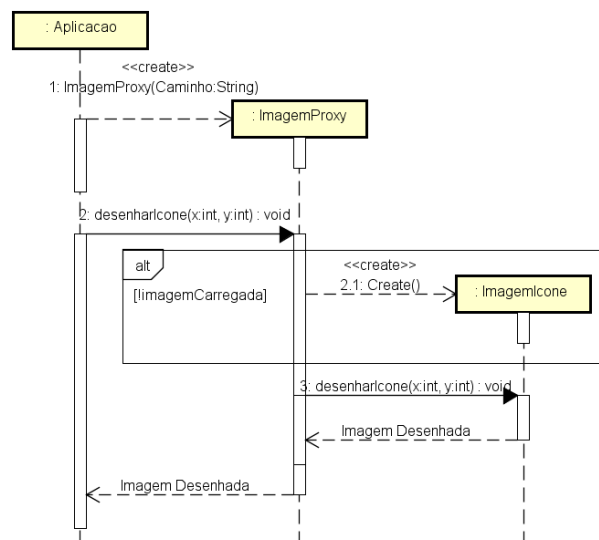 : Aplicacao
<<create>>
1: ImagemProxy(Caminho:String)
: ImagemProxy
2: desenharIcone(x:int, y:int) : void
alt
[!imagemCarregada]
<<create>>
2.1: Create()
: ImagemIcone
3: desenharIcone(x:int, y:int) : void
Imagem Desenhada
Imagem Desenhada